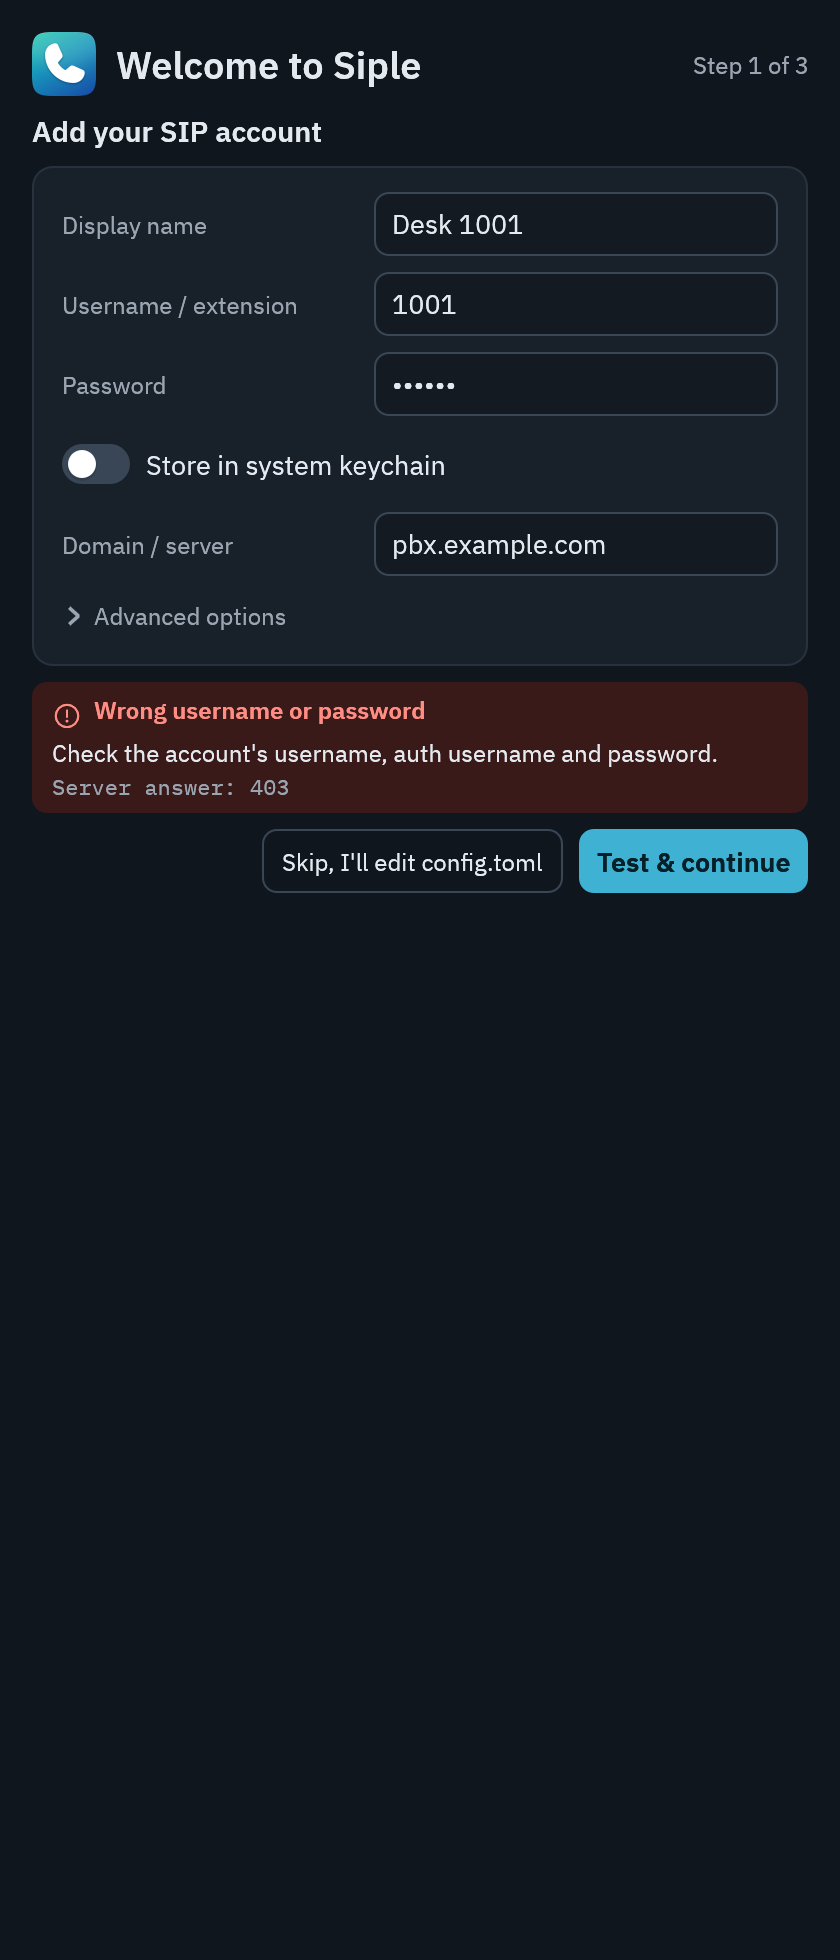 Welcome to Siple
Step 1 of 3
Add your SIP account
Display name
Desk 1001
Username / extension
1001
Password
••••••
Store in system keychain
Domain / server
pbx.example.com
Advanced options
Wrong username or password
Check the account's username, auth username and password.
Server answer: 403
Skip, I'll edit config.toml
Test & continue